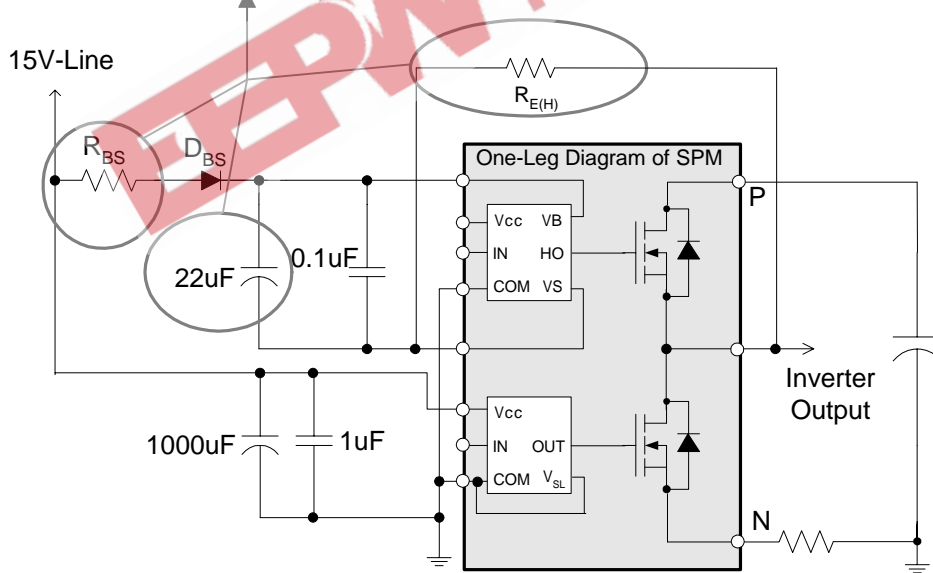 15V-Line
R_E(H)
R_BS D_BS
One-Leg Diagram of SPM
P
Vcc VB
IN HO
COM VS
22uF 0.1uF
Inverter
Output
1000uF 1uF
Vcc
IN OUT
COM V_SL
N